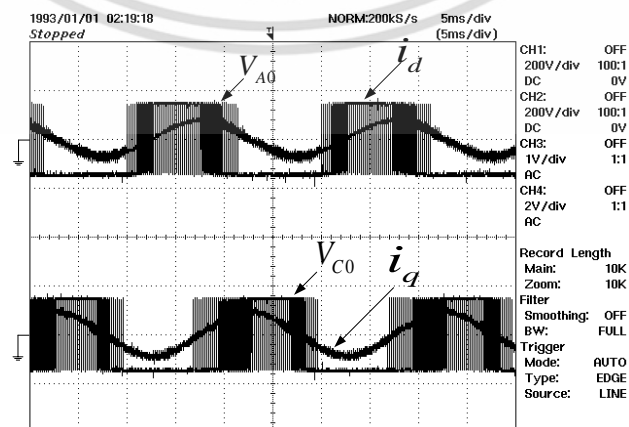 1993/01/01 02:19:18 NORM:200kS/s 5ms/div
Stopped (5ms/div)
CH1: OFF
200V/div 100:1
DC 0V
CH2: OFF
200V/div 100:1
DC 0V
CH3: OFF
1V/div 1:1
AC
CH4: OFF
2V/div 1:1
AC
V_A0 i_d
V_C0 i_q
Record Length
Main: 10K
Zoom: 10K
Filter
Smoothing: OFF
BW: FULL
Trigger
Mode: AUTO
Type: EDGE
Source: LINE